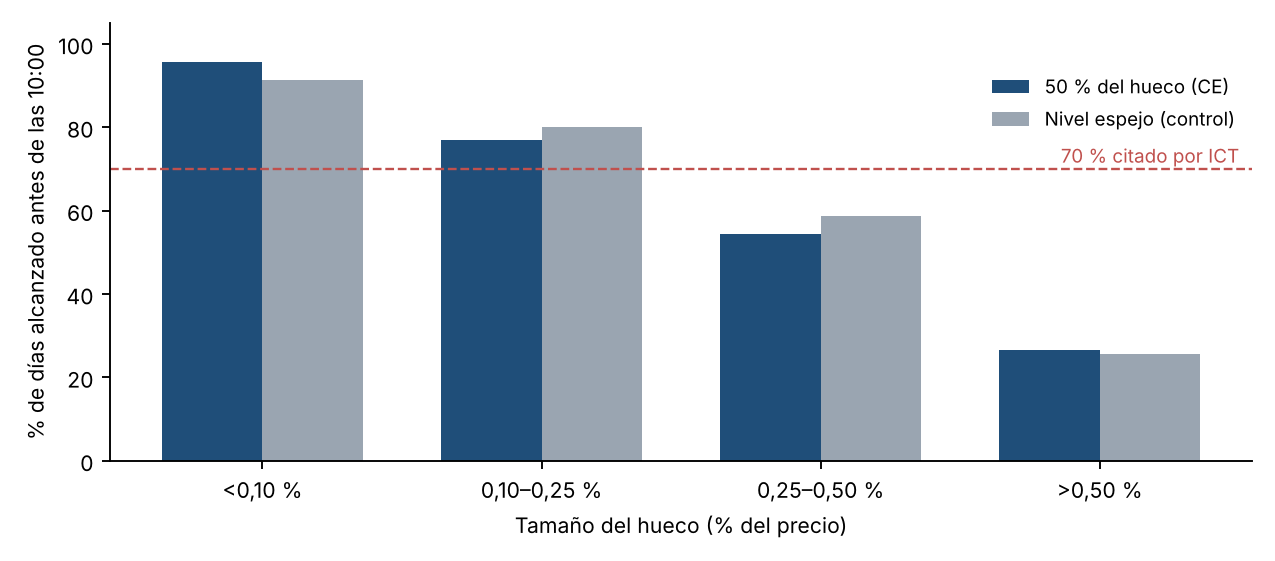 % de días alcanzado antes de las 10:00
100
80
60
40
20
0
50 % del hueco (CE)
Nivel espejo (control)
70 % citado por ICT
<0,10 %
0,10–0,25 %
0,25–0,50 %
>0,50 %
Tamaño del hueco (% del precio)